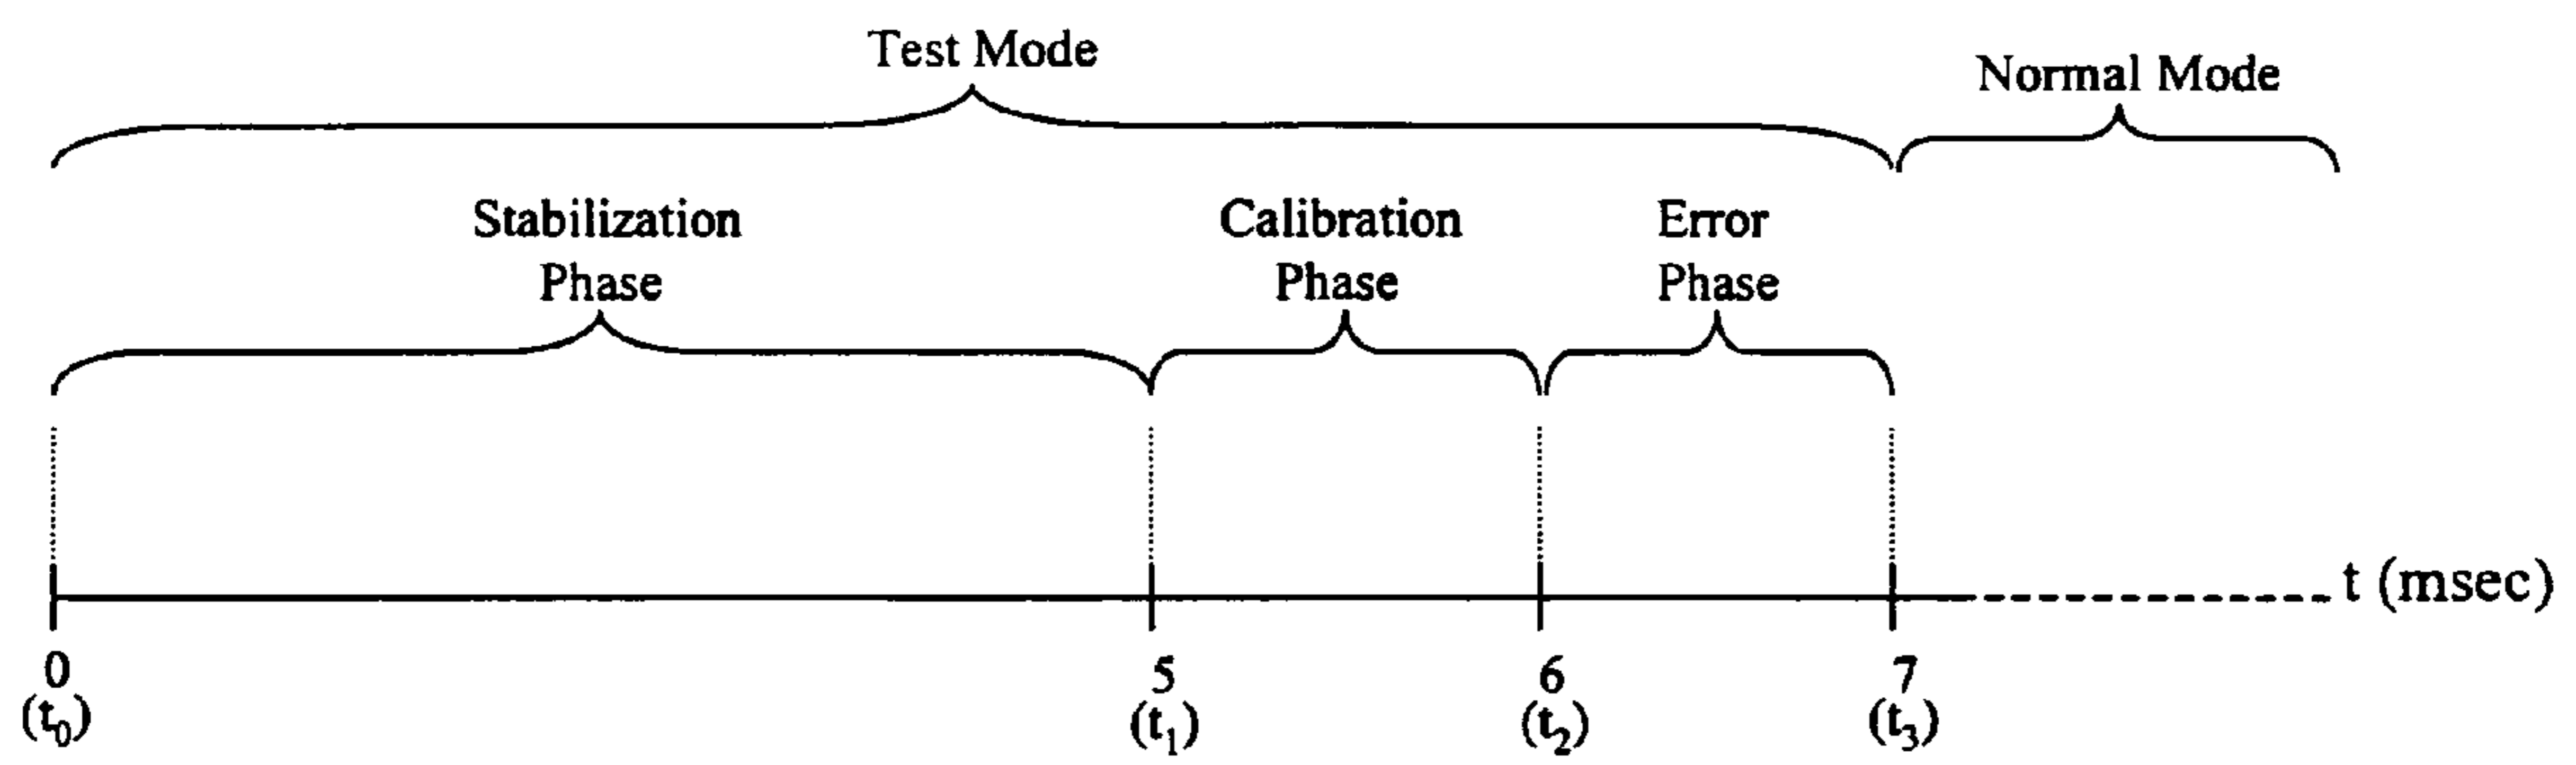 Test Mode
Normal Mode
Stabilization
Phase
Calibration
Phase
Error
Phase
t (msec)
0
(t0)
5
(t1)
6
(t2)
7
(t3)